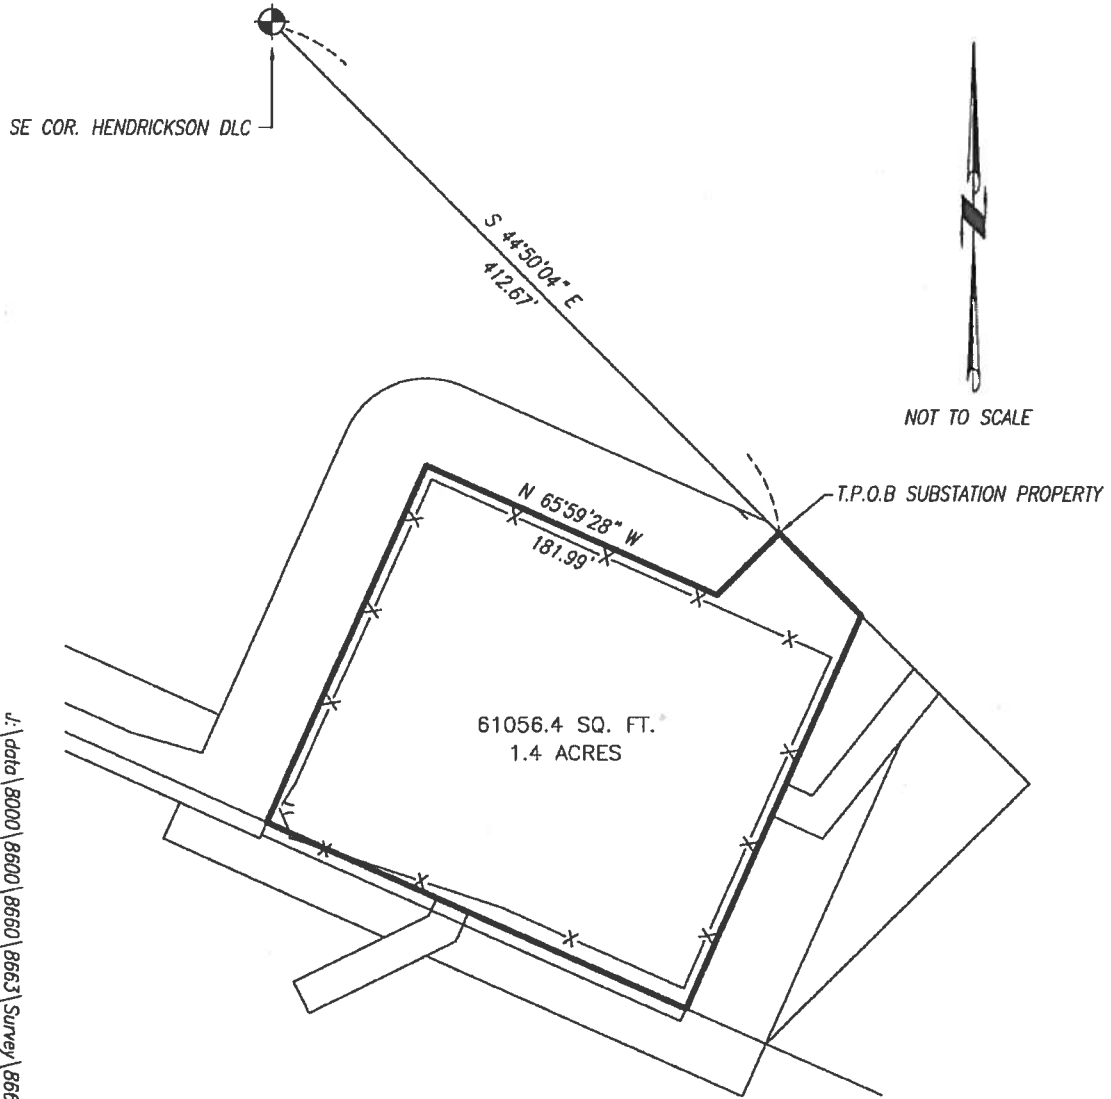 SE COR. HENDRICKSON DLC
S 44°50'04" E
412.67'
NOT TO SCALE
T.P.O.B SUBSTATION PROPERTY
N 65°59'28" W
181.99'
61056.4 SQ. FT.
1.4 ACRES
J:\data\8000\8600\8660\8663\Survey\866